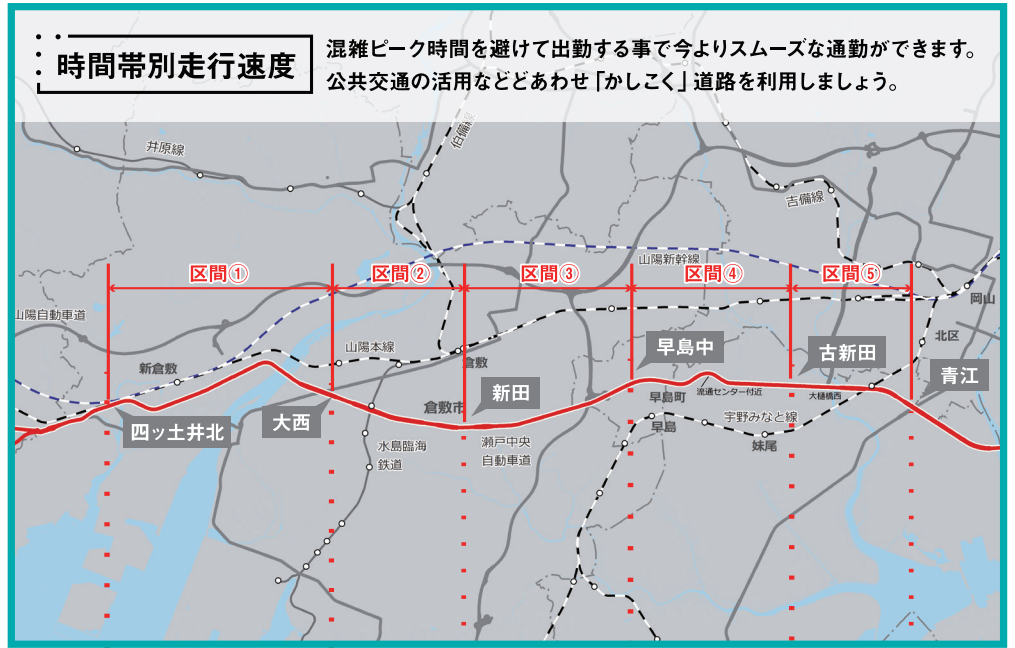 時間帯別走行速度
混雑ピーク時間を避けて出勤する事で今よりスムーズな通勤ができます。
公共交通の活用などどあわせ「かしこく」道路を利用しましょう。
井原線
伯備線
吉備線
山陽新幹線
区間①
区間②
区間③
区間④
区間⑤
岡山
山陽自動車道
北区
新倉敷
山陽本線
倉敷
早島中
古新田
青江
新田
流通センター付近
早島町
大樋橋西
四ッ土井北
大西
倉敷市
宇野みなと線
早島
妹尾
水島臨海
鉄道
瀬戸中央
自動車道